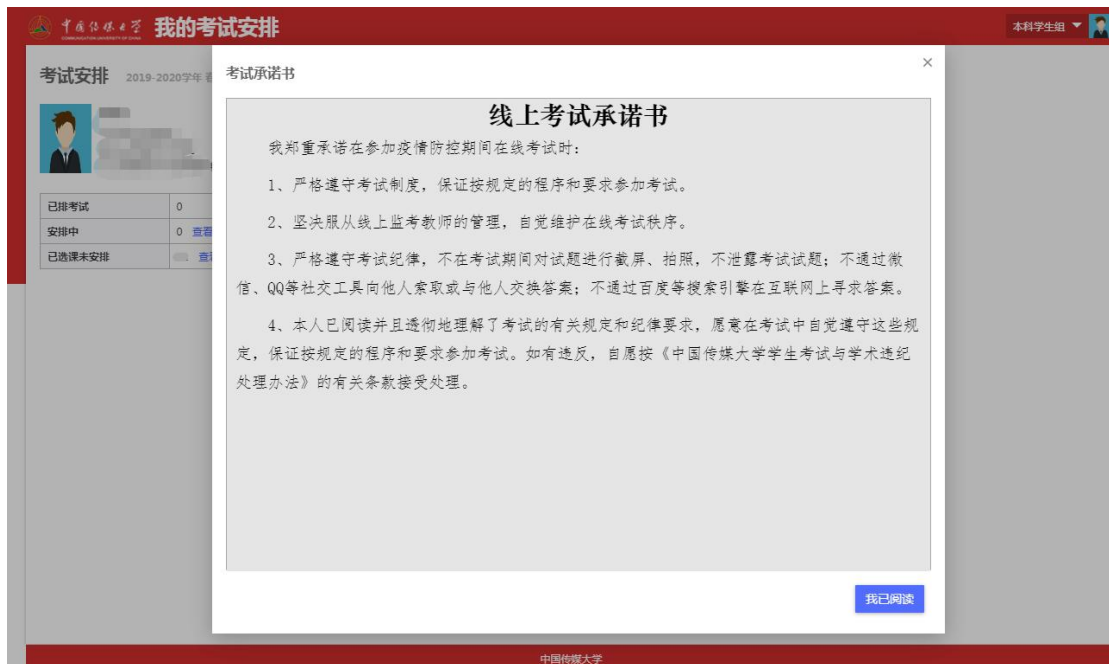 中国传媒大学 我的考试安排
COMMUNICATION UNIVERSITY OF CHINA
本科学生组
考试安排 2019-2020学年
考试承诺书
×
线上考试承诺书
我郑重承诺在参加疫情防控期间在线考试时：
1、严格遵守考试制度，保证按规定的程序和要求参加考试。
2、坚决服从线上监考教师的管理，自觉维护在线考试秩序。
3、严格遵守考试纪律，不在考试期间对试题进行截屏、拍照，不泄露考试试题；不通过微
信、QQ等社交工具向他人索取或与他人交换答案；不通过百度等搜索引擎在互联网上寻求答案。
4、本人已阅读并且透彻地理解了考试的有关规定和纪律要求，愿意在考试中自觉遵守这些规
定，保证按规定的程序和要求参加考试。如有违反，自愿按《中国传媒大学学生考试与学术违纪
处理办法》的有关条款接受处理。
已排考试 0
安排中 0 查看
已选课未安排
我已阅读
中国传媒大学